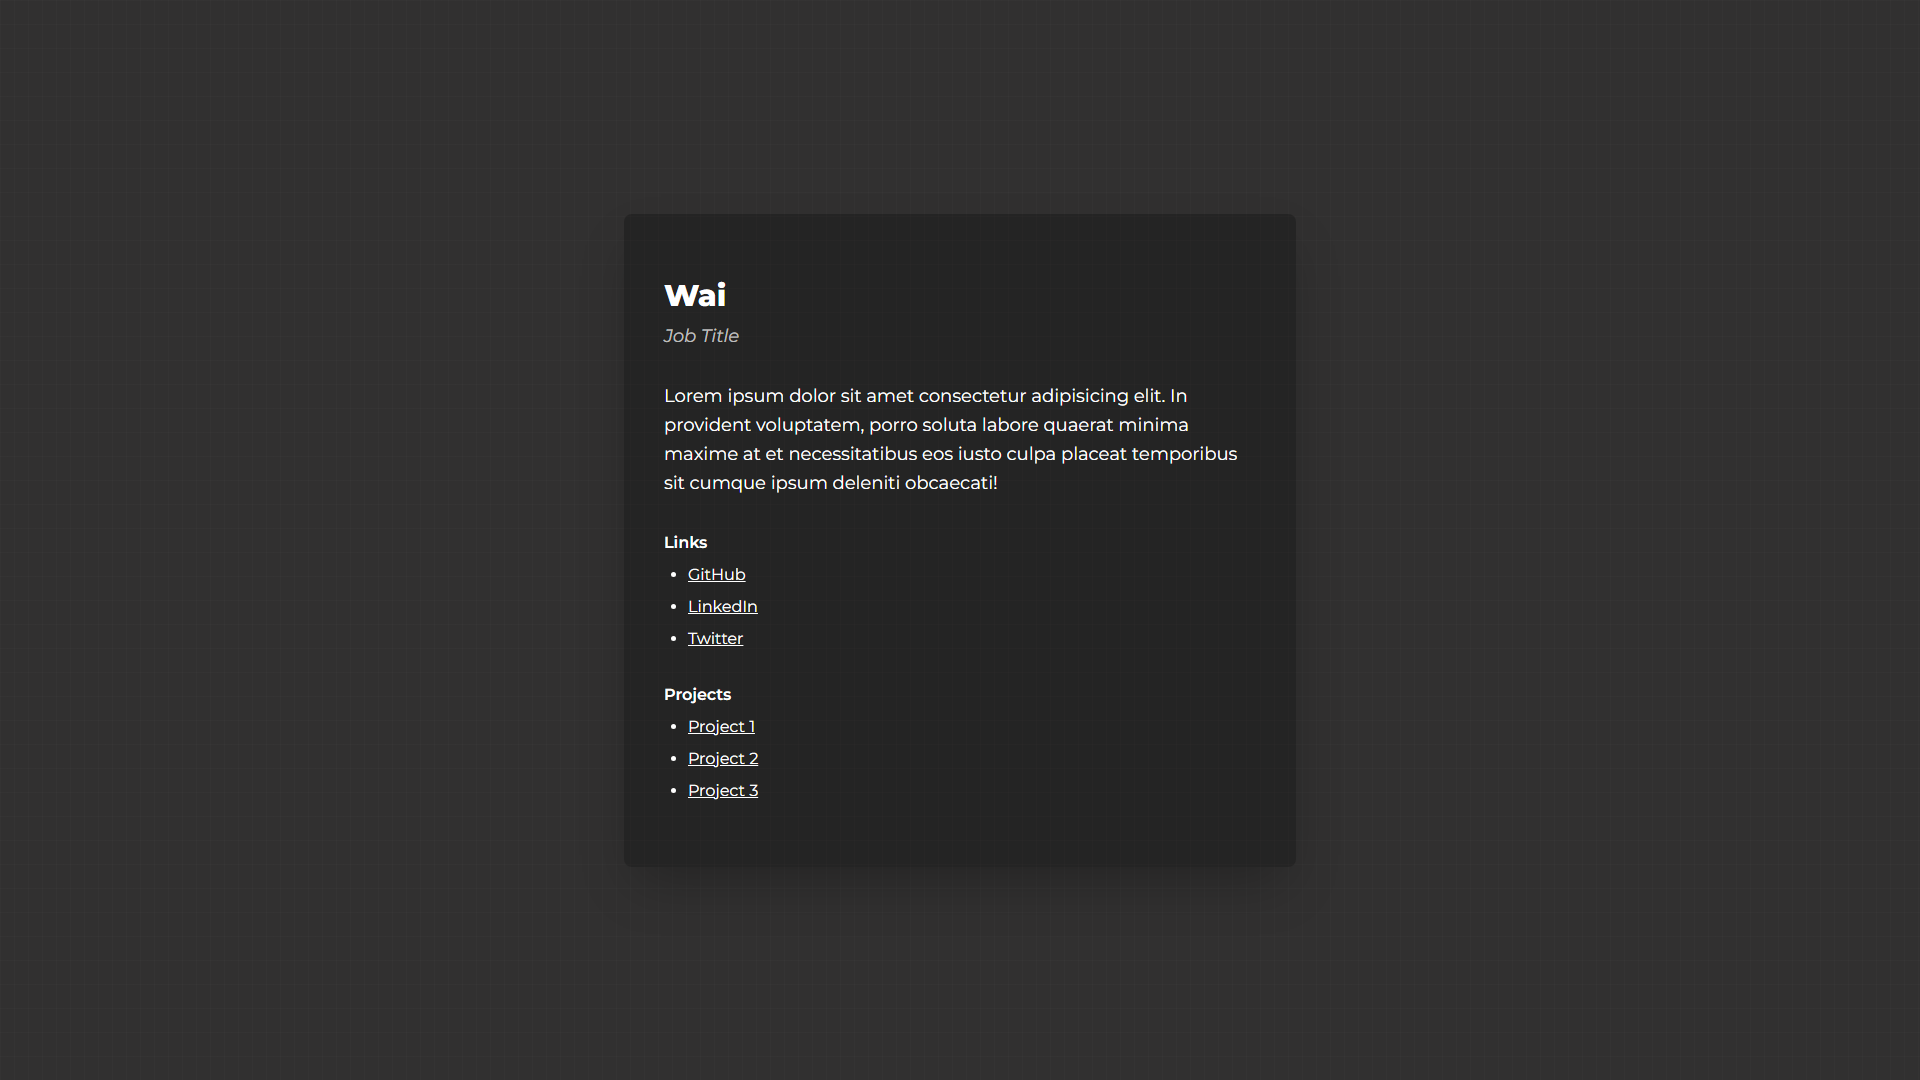 Wai
Job Title
Lorem ipsum dolor sit amet consectetur adipisicing elit. In
provident voluptatem, porro soluta labore quaerat minima
maxime at et necessitatibus eos iusto culpa placeat temporibus
sit cumque ipsum deleniti obcaecati!
Links
• GitHub
• LinkedIn
• Twitter
Projects
• Project 1
• Project 2
• Project 3